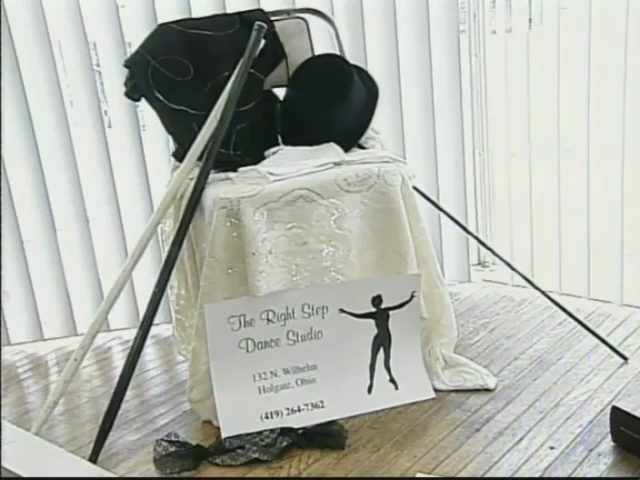 The Right Step
Dance Studio
132 N. Wilhelm
Holgate, Ohio
(419) 264-7362